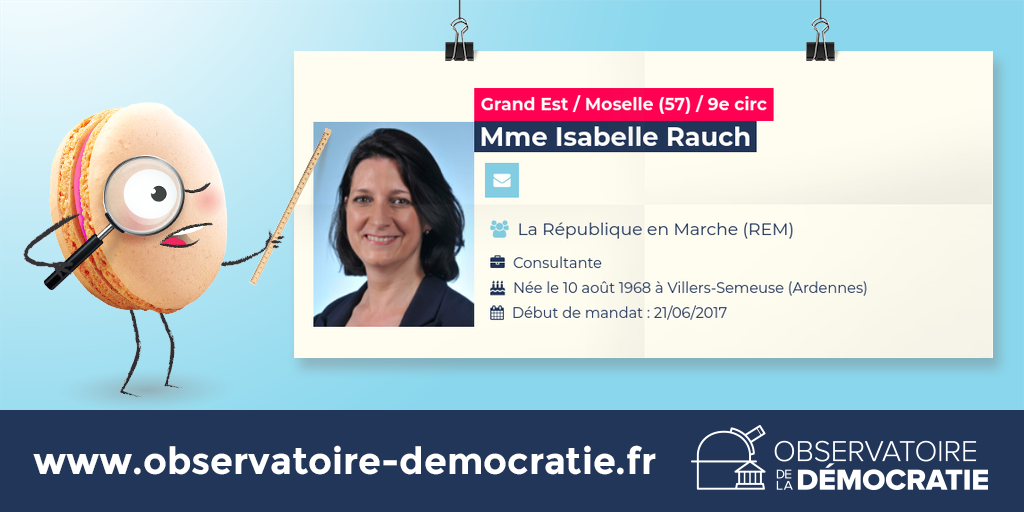 Grand Est / Moselle (57) / 9e circ
Mme Isabelle Rauch
La République en Marche (REM)
Consultante
Née le 10 août 1968 à Villers-Semeuse (Ardennes)
Début de mandat : 21/06/2017
www.observatoire-democratie.fr
OBSERVATOIRE
DE LA DÉMOCRATIE